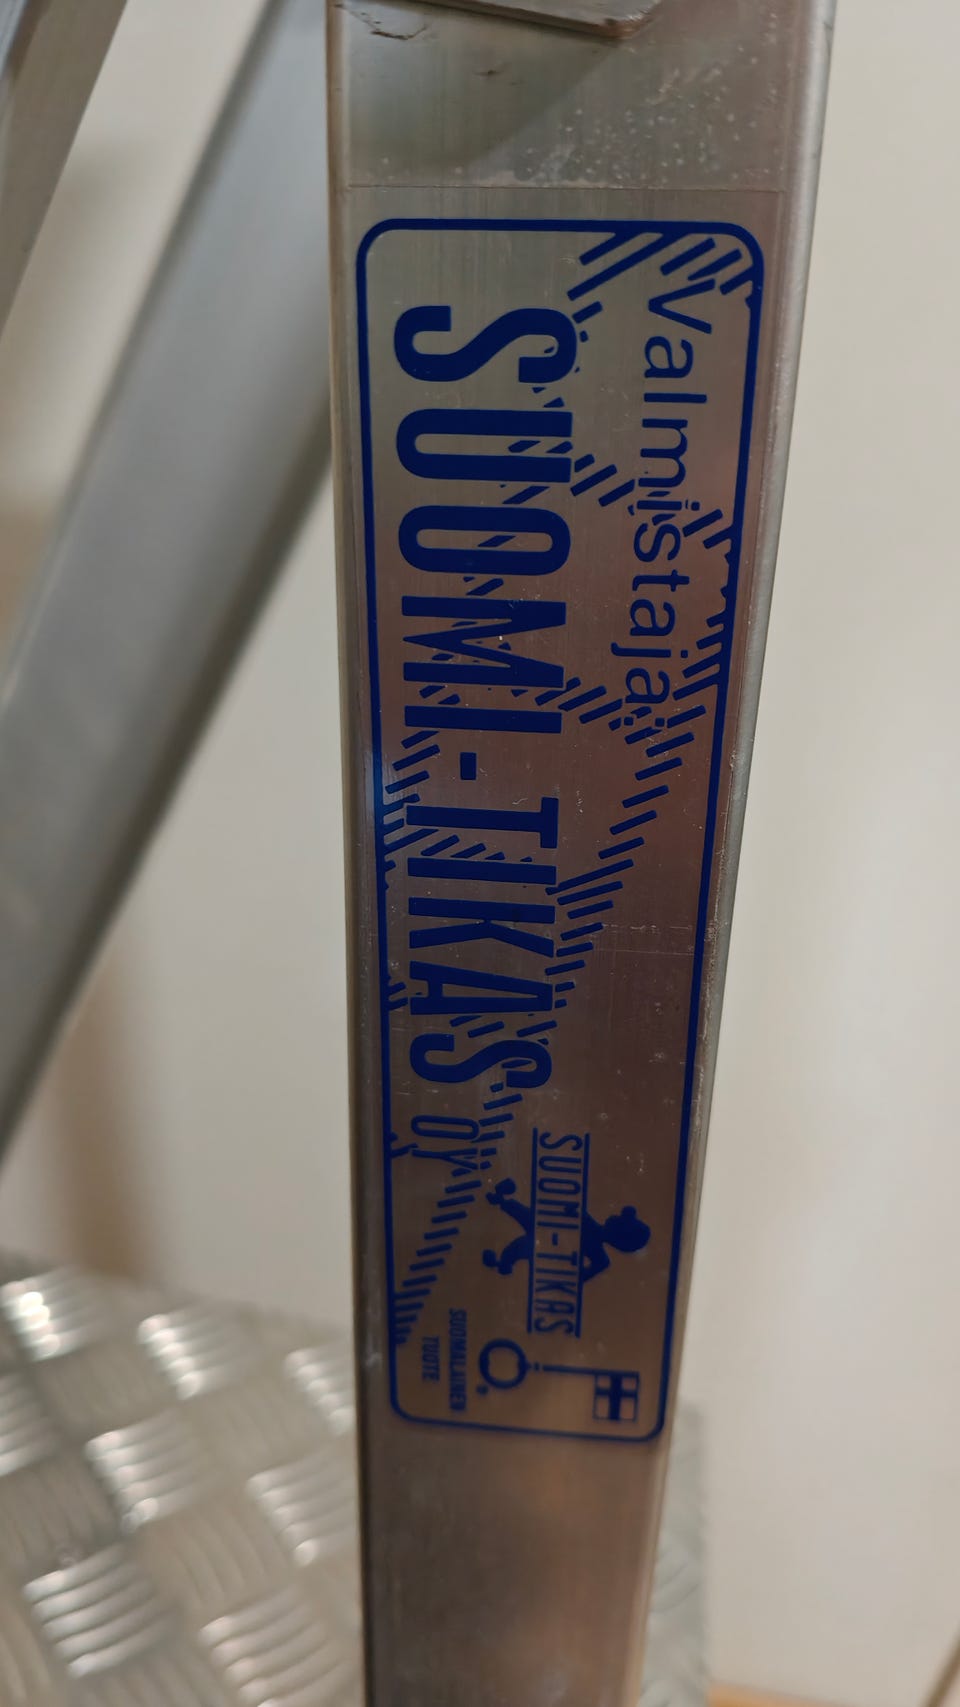 Valmistaja:
SUOMI-TIKAS OY
SUOMI-TIKAS
SUOMALAINEN
TUOTE